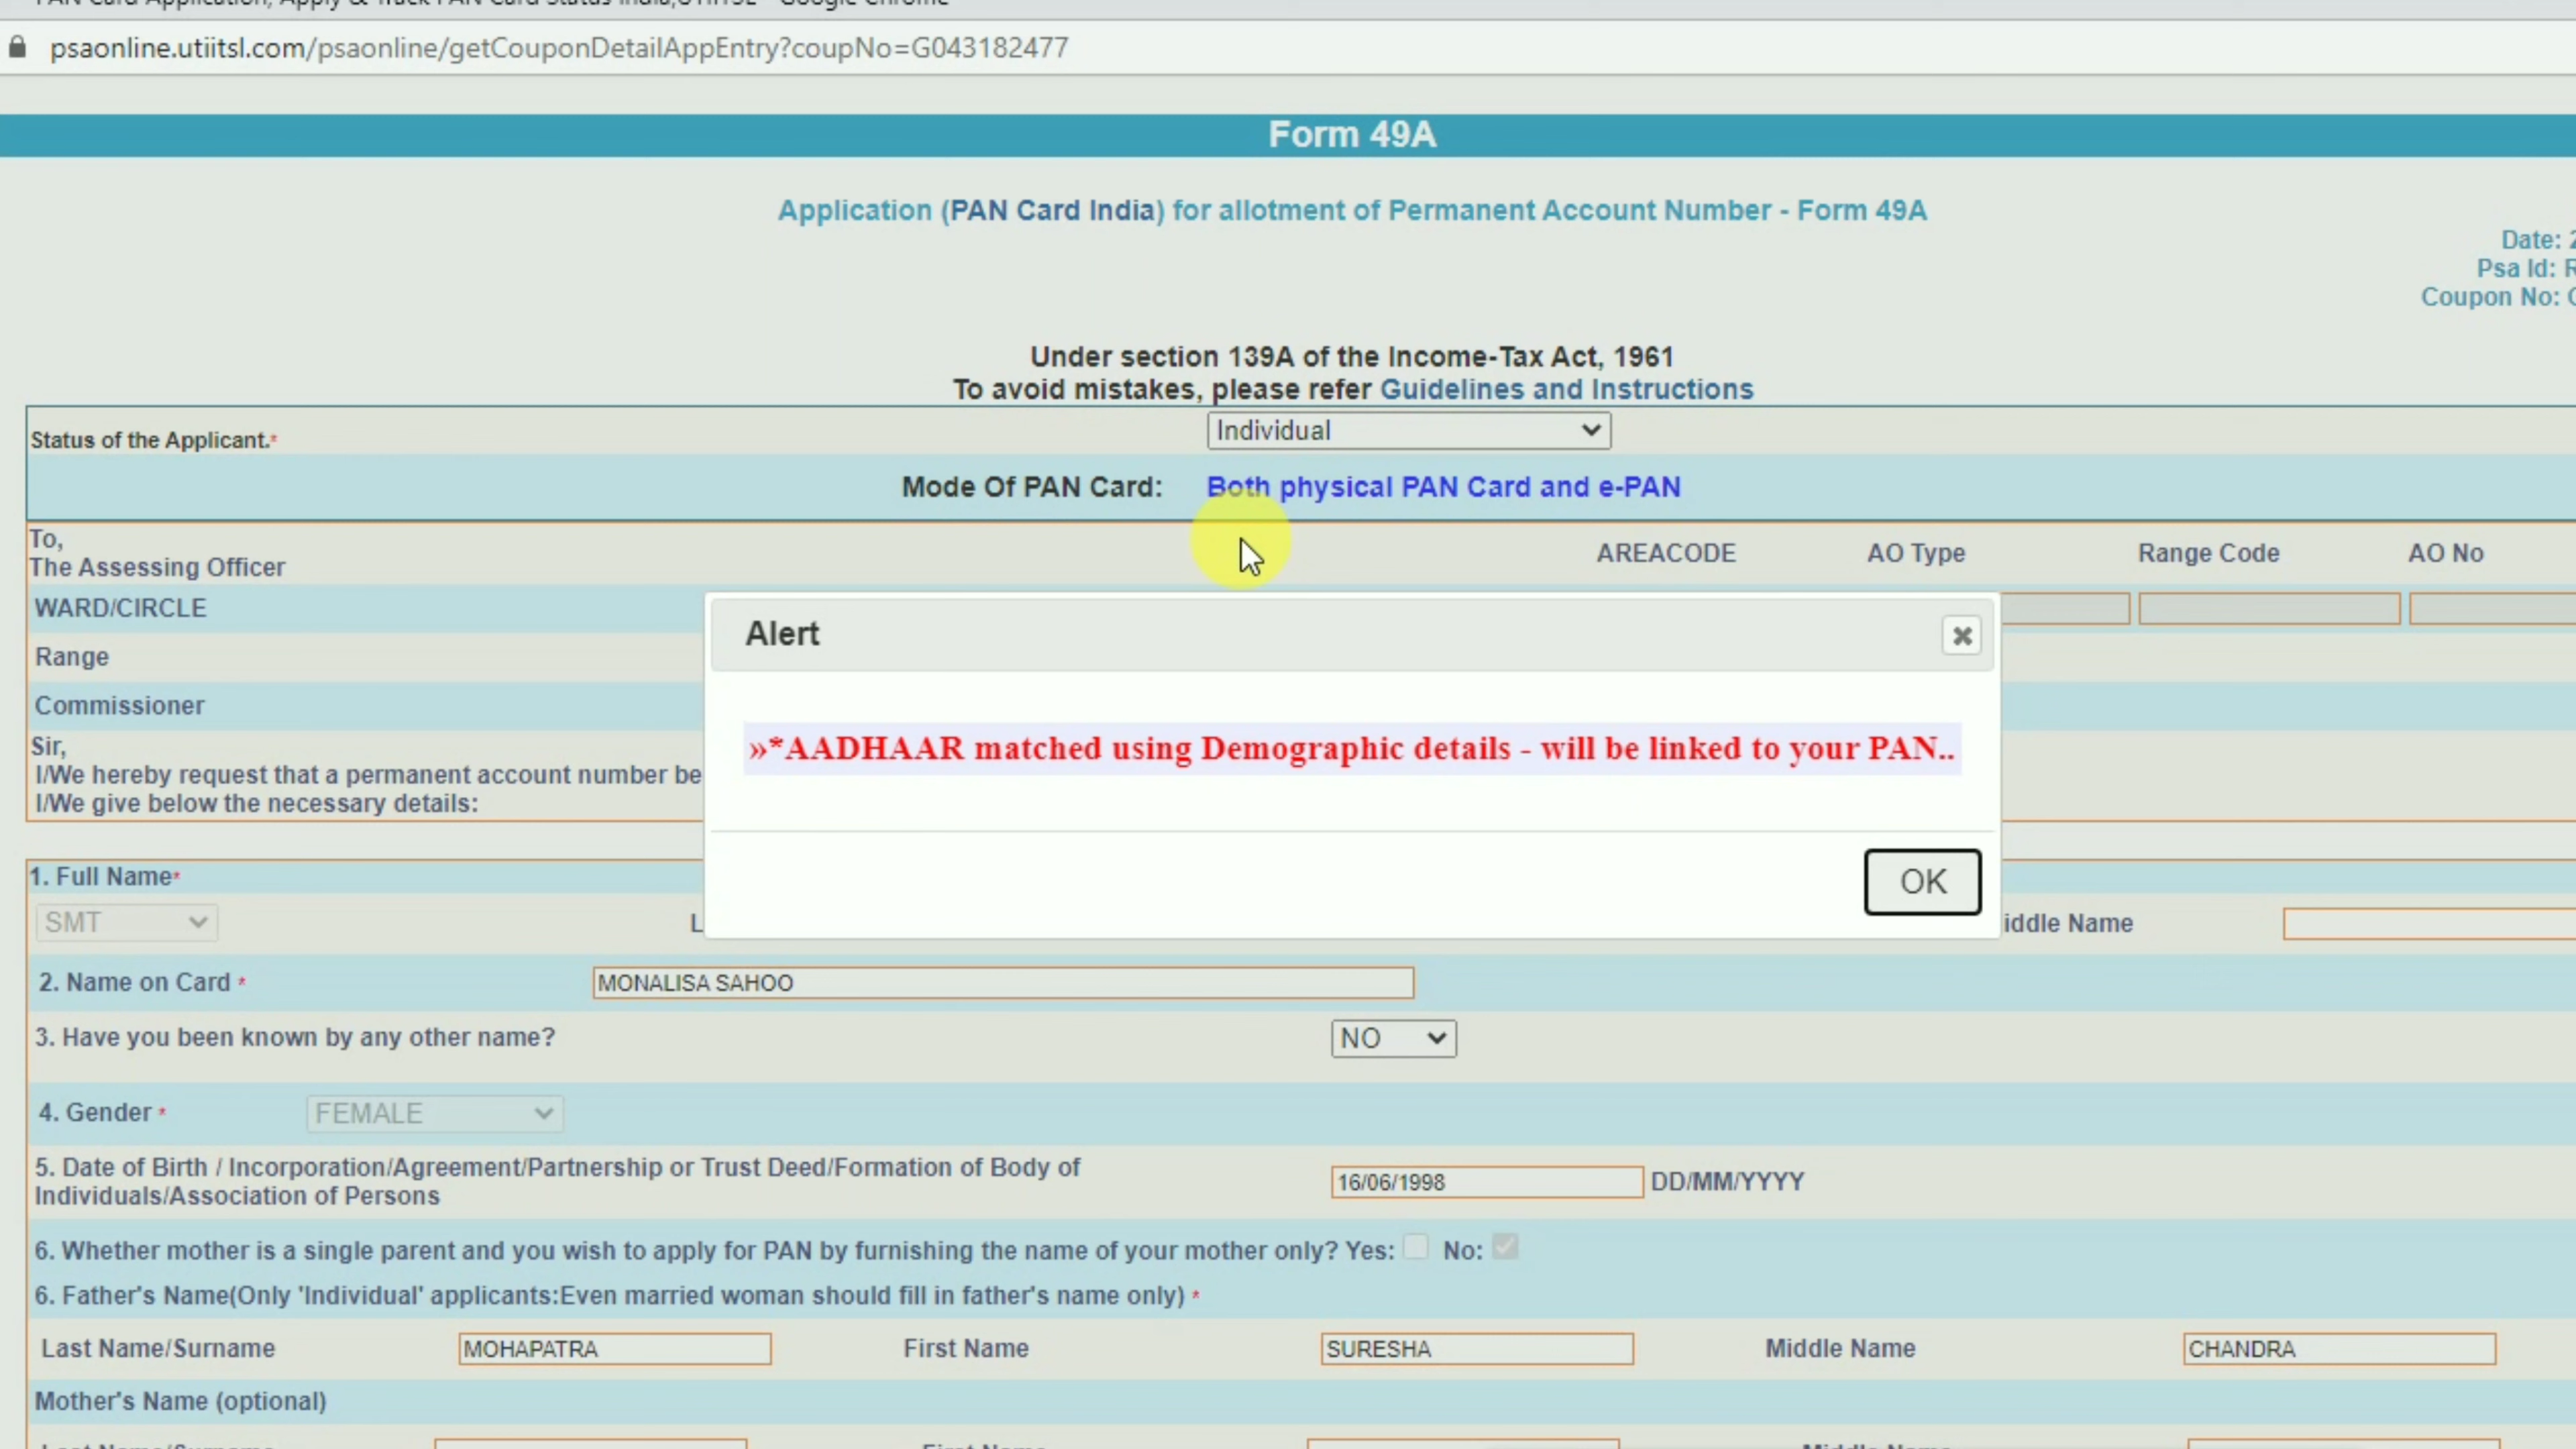 psaonline.utiitsl.com/psaonline/getCouponDetailAppEntry?coupNo=G043182477
Form 49A
Application (PAN Card India) for allotment of Permanent Account Number - Form 49A
Date:
Psa Id:
Coupon No:
Under section 139A of the Income-Tax Act, 1961
To avoid mistakes, please refer Guidelines and Instructions
Status of the Applicant.* Individual
Mode Of PAN Card: Both physical PAN Card and e-PAN
To,
The Assessing Officer AREACODE AO Type Range Code AO No
WARD/CIRCLE
Range
Commissioner
Sir,
I/We hereby request that a permanent account number be
I/We give below the necessary details:
Alert
»*AADHAAR matched using Demographic details - will be linked to your PAN..
OK
1. Full Name*
SMT L iddle Name
2. Name on Card * MONALISA SAHOO
3. Have you been known by any other name? NO
4. Gender * FEMALE
5. Date of Birth / Incorporation/Agreement/Partnership or Trust Deed/Formation of Body of
Individuals/Association of Persons 16/06/1998 DD/MM/YYYY
6. Whether mother is a single parent and you wish to apply for PAN by furnishing the name of your mother only? Yes: No:
6. Father's Name(Only 'Individual' applicants:Even married woman should fill in father's name only) *
Last Name/Surname MOHAPATRA First Name SURESHA Middle Name CHANDRA
Mother's Name (optional)